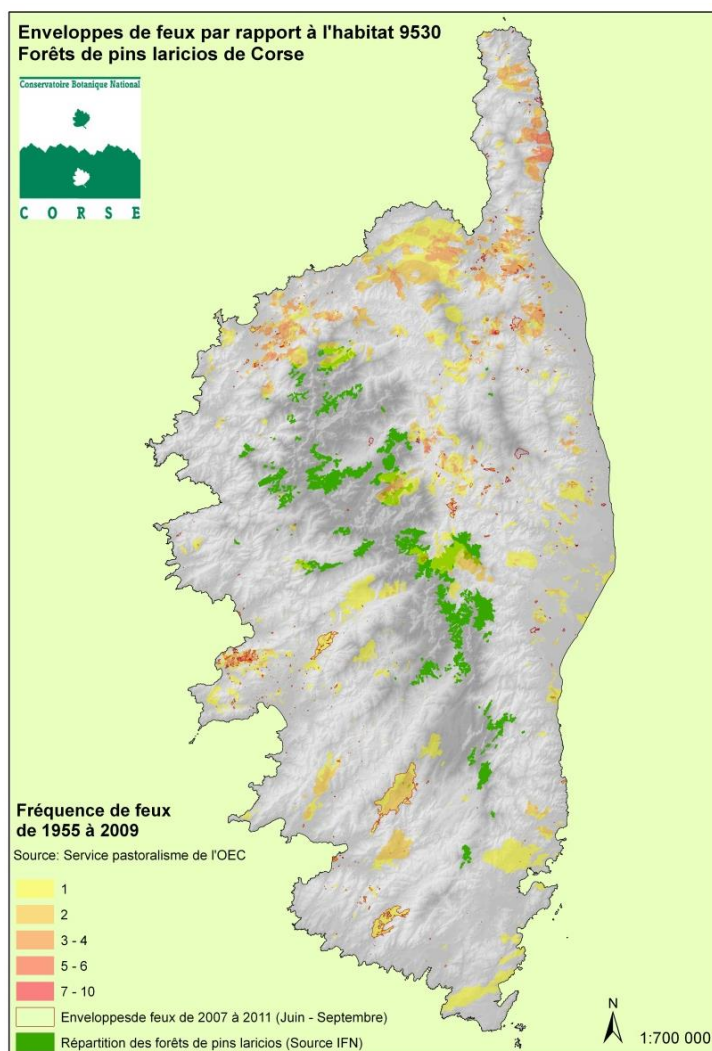 Enveloppes de feux par rapport à l'habitat 9530
Forêts de pins laricios de Corse
Conservatoire Botanique National
C O R S E
Fréquence de feux
de 1955 à 2009
Source: Service pastoralisme de l'OEC
1
2
3 - 4
5 - 6
7 - 10
Enveloppesde feux de 2007 à 2011 (Juin - Septembre)
Répartition des forêts de pins laricios (Source IFN)
N
1:700 000